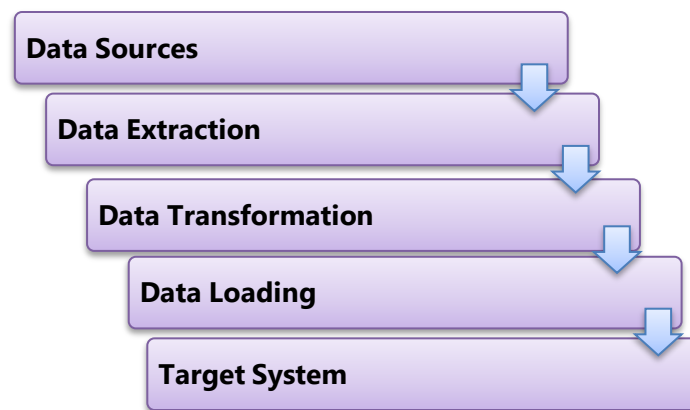 Data Sources
Data Extraction
Data Transformation
Data Loading
Target System